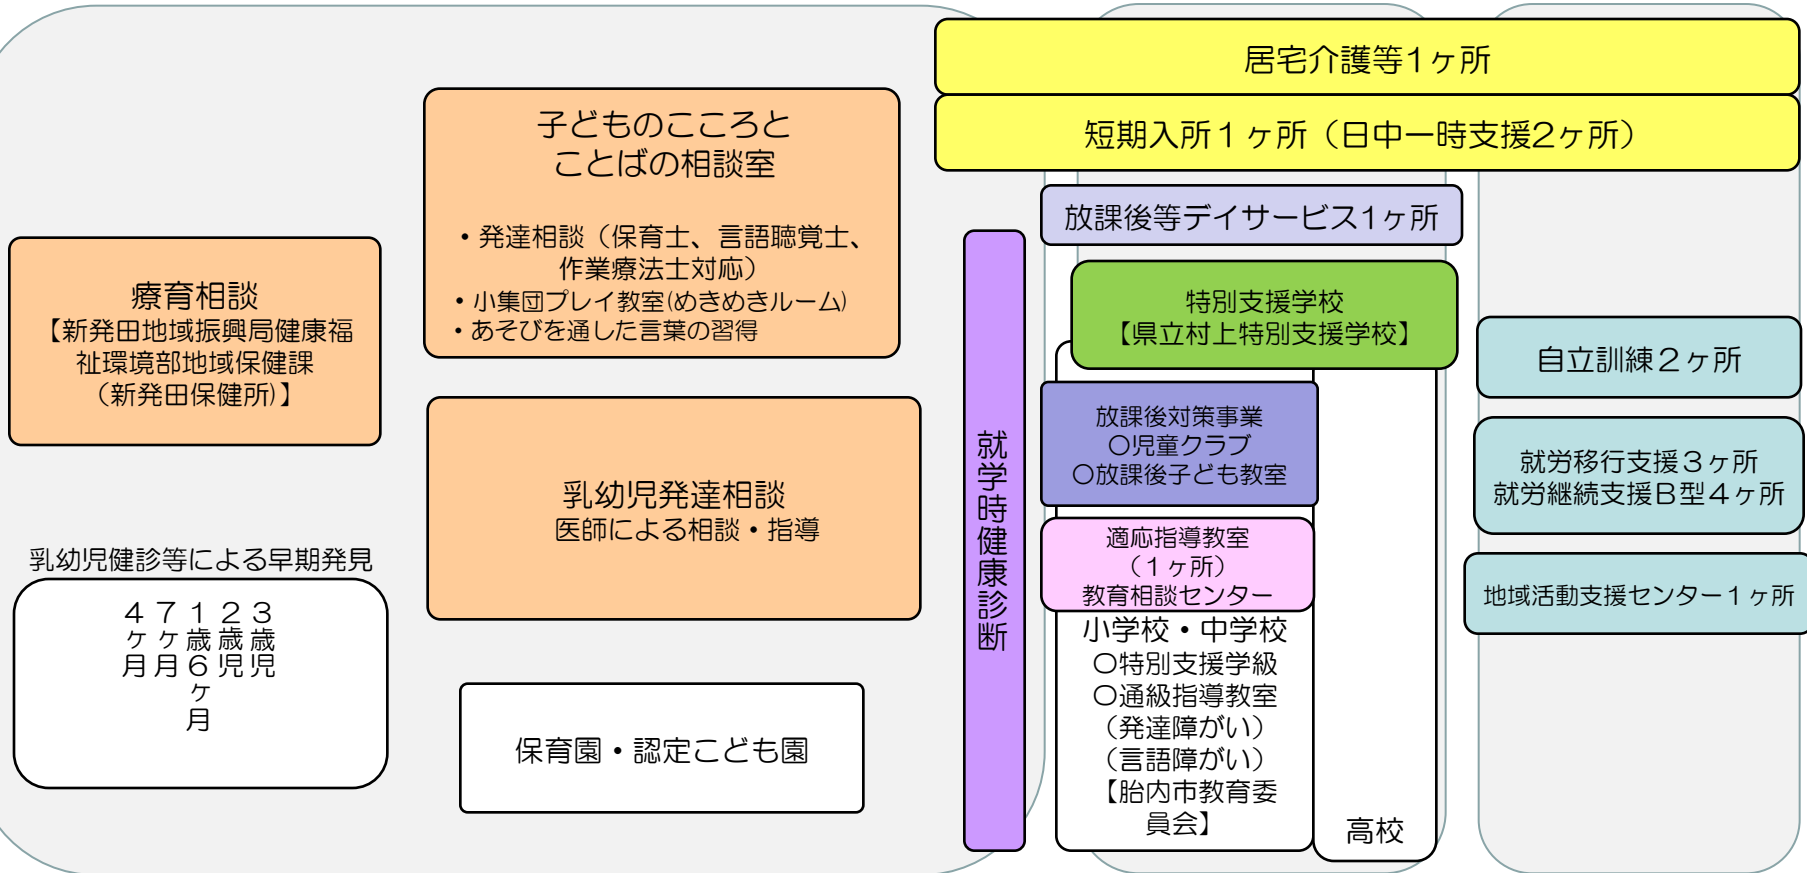 居宅介護等1ヶ所
短期入所１ヶ所（日中一時支援2ヶ所）
子どものこころと
ことばの相談室
・発達相談（保育士、言語聴覚士、
作業療法士対応）
・小集団プレイ教室(めきめきルーム)
・あそびを通した言葉の習得
療育相談
【新発田地域振興局健康福
祉環境部地域保健課
（新発田保健所)】
乳幼児発達相談
医師による相談・指導
乳幼児健診等による早期発見
４ヶ月
７ヶ月
１歳６ヶ月
２歳児
３歳児
保育園・認定こども園
就学時健康診断
放課後等デイサービス1ヶ所
特別支援学校
【県立村上特別支援学校】
放課後対策事業
〇児童クラブ
〇放課後子ども教室
適応指導教室
（１ヶ所）
教育相談センター
小学校・中学校
〇特別支援学級
〇通級指導教室
（発達障がい）
（言語障がい）
【胎内市教育委
員会】
高校
自立訓練２ヶ所
就労移行支援３ヶ所
就労継続支援Ｂ型４ヶ所
地域活動支援センター１ヶ所